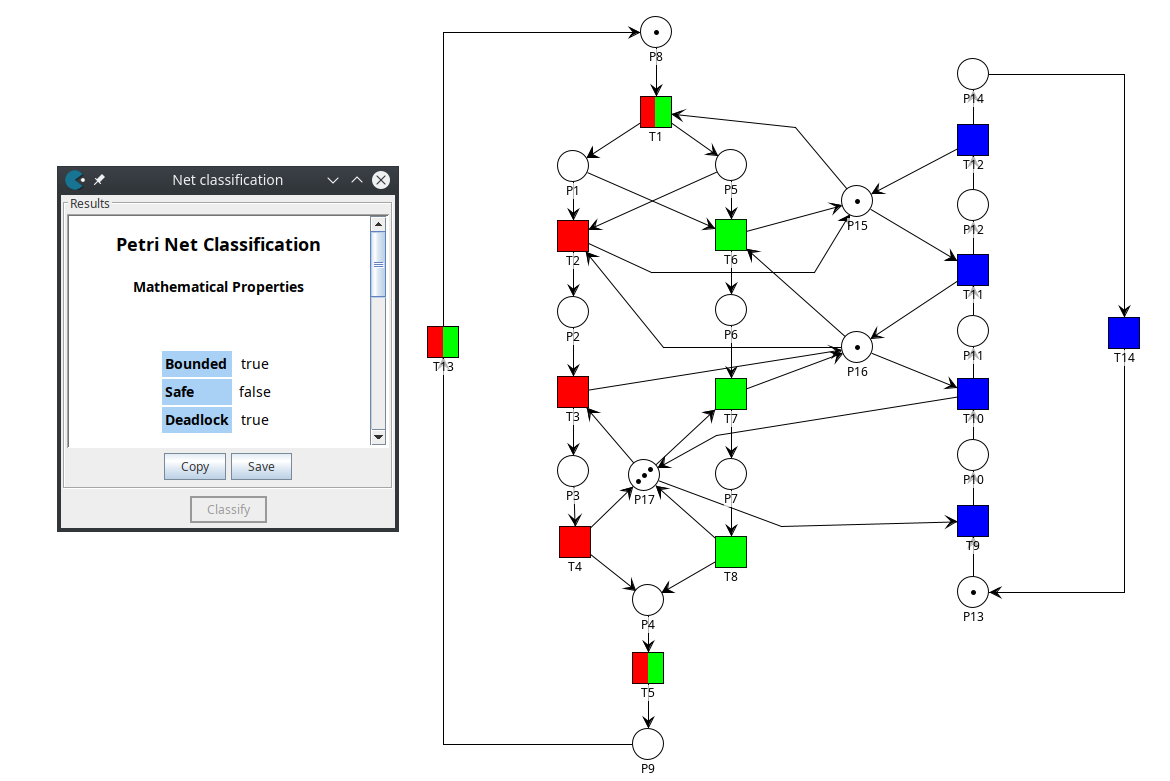 Net classification
Results
Petri Net Classification
Mathematical Properties
Bounded true
Safe false
Deadlock true
Copy Save
Classify
P8
T1
P1
P5
T2
T6
P2
P6
T3
T7
P3
P17
P7
T4
T8
P4
T5
P9
T13
P15
P16
P14
T12
P12
T11
P11
T10
P10
T9
P13
T14